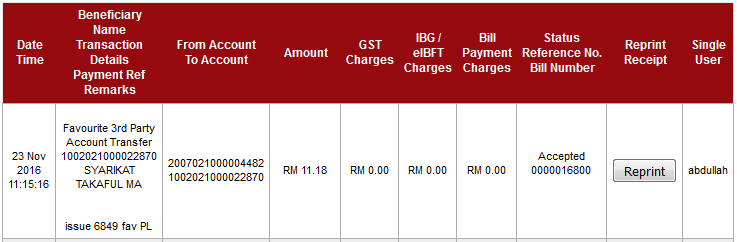 Date
Time
Beneficiary
Name
Transaction
Details
Payment Ref
Remarks
From Account
To Account
Amount
GST
Charges
IBG /
eIBFT
Charges
Bill
Payment
Charges
Status
Reference No.
Bill Number
Reprint
Receipt
Single
User
23 Nov
2016
11:15:16
Favourite 3rd Party
Account Transfer
1002021000022870
SYARIKAT
TAKAFUL MA
issue 6849 fav PL
2007021000004482
1002021000022870
RM 11.18
RM 0.00
RM 0.00
RM 0.00
Accepted
0000016800
Reprint
abdullah